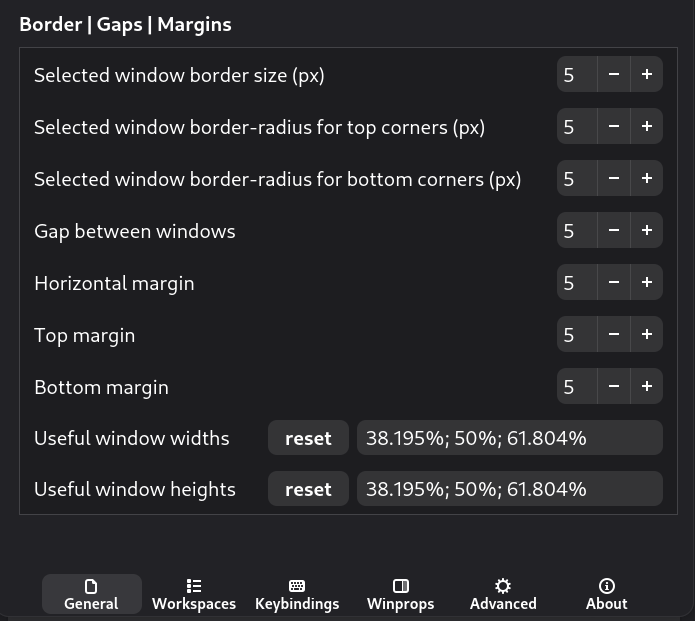 Border | Gaps | Margins
Selected window border size (px) 5 − +
Selected window border-radius for top corners (px) 5 − +
Selected window border-radius for bottom corners (px) 5 − +
Gap between windows 5 − +
Horizontal margin 5 − +
Top margin 5 − +
Bottom margin 5 − +
Useful window widths reset 38.195%; 50%; 61.804%
Useful window heights reset 38.195%; 50%; 61.804%
General Workspaces Keybindings Winprops Advanced About